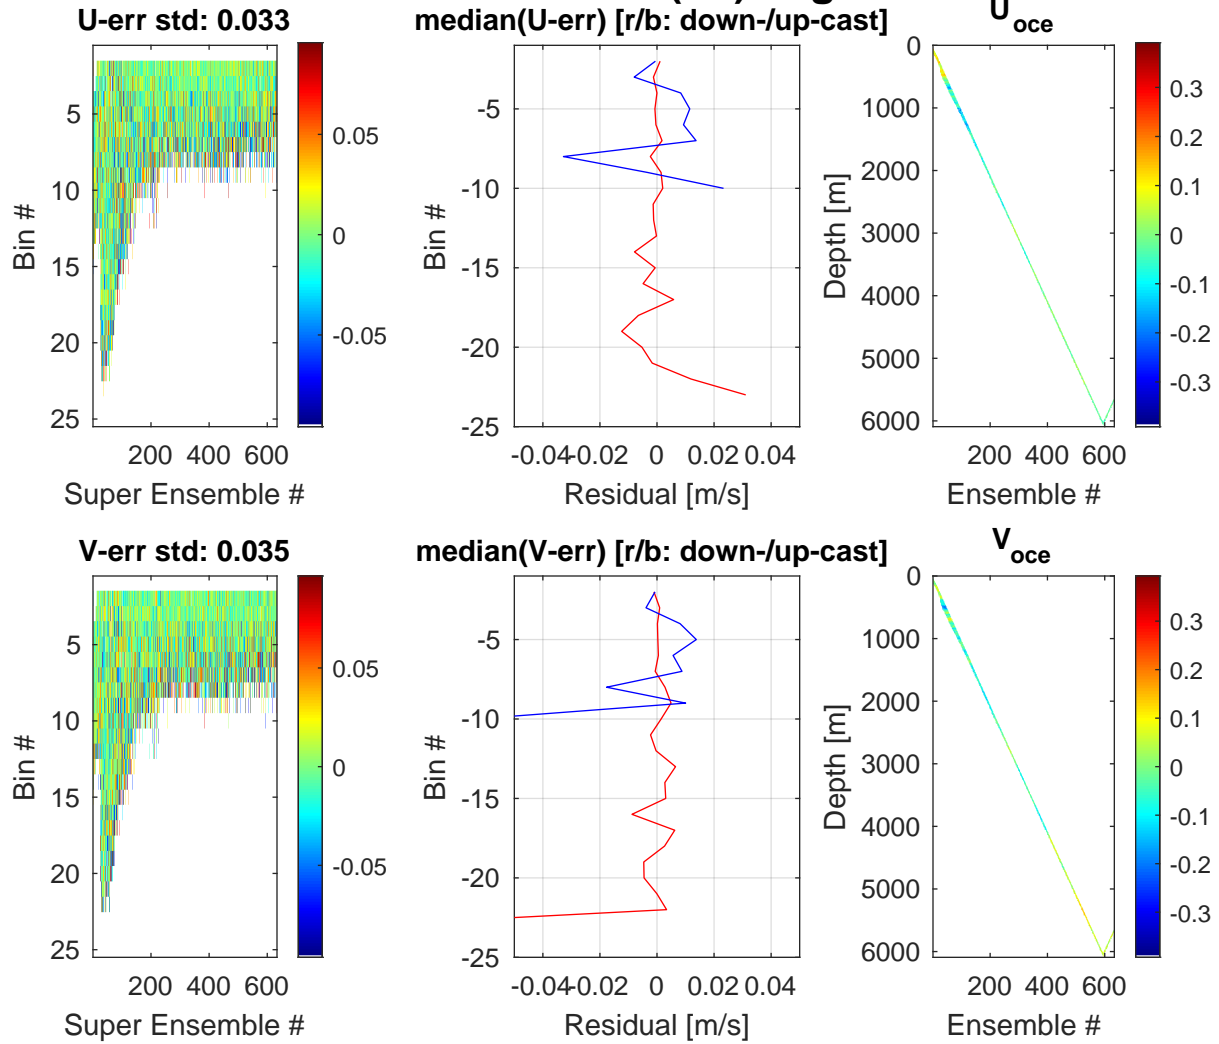 U-err std: 0.033
5
10
15
20
25
200 400 600
Bin #
Super Ensemble #
0.05
0
-0.05
median(U-err) [r/b: down-/up-cast]
-5
-10
-15
-20
-25
-0.04 -0.02 0 0.02 0.04
Bin #
Residual [m/s]
U
oce
0
1000
2000
3000
4000
5000
6000
0 200 400 600
Depth [m]
Ensemble #
0.3
0.2
0.1
0
-0.1
-0.2
-0.3
V-err std: 0.035
5
10
15
20
25
200 400 600
Bin #
Super Ensemble #
0.05
0
-0.05
median(V-err) [r/b: down-/up-cast]
-5
-10
-15
-20
-25
-0.04 -0.02 0 0.02 0.04
Bin #
Residual [m/s]
V
oce
0
1000
2000
3000
4000
5000
6000
0 200 400 600
Depth [m]
Ensemble #
0.3
0.2
0.1
0
-0.1
-0.2
-0.3